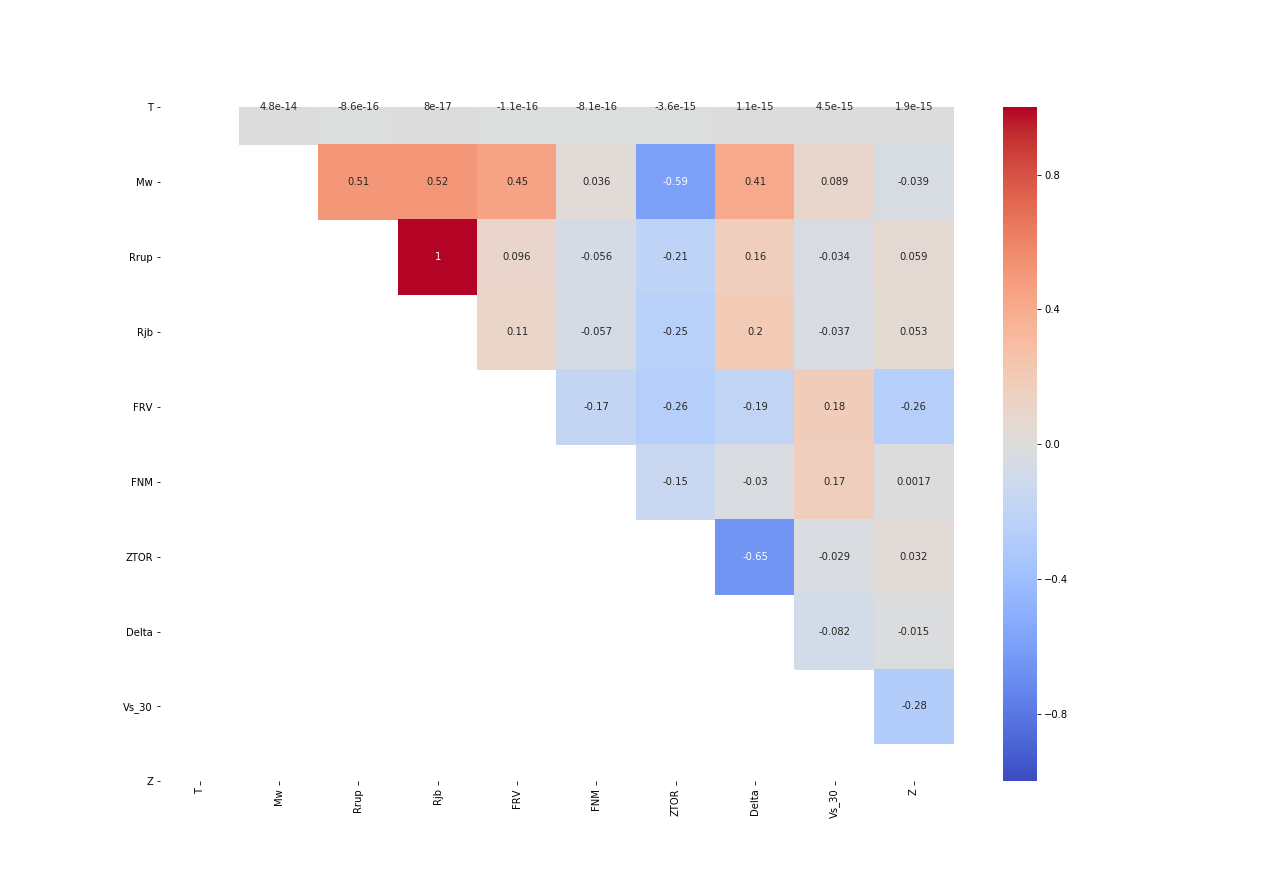 T 4.8e-14 -8.6e-16 8e-17 -1.1e-16 -8.1e-16 -3.6e-15 1.1e-15 4.5e-15 1.9e-15
Mw 0.51 0.52 0.45 0.036 -0.59 0.41 0.089 -0.039
Rrup 1 0.096 -0.056 -0.21 0.16 -0.034 0.059
Rjb 0.11 -0.057 -0.25 0.2 -0.037 0.053
FRV -0.17 -0.26 -0.19 0.18 -0.26
FNM -0.15 -0.03 0.17 0.0017
ZTOR -0.65 -0.029 0.032
Delta -0.082 -0.015
Vs_30 -0.28
Z
T Mw Rrup Rjb FRV FNM ZTOR Delta Vs_30 Z
0.8
0.4
0.0
−0.4
−0.8